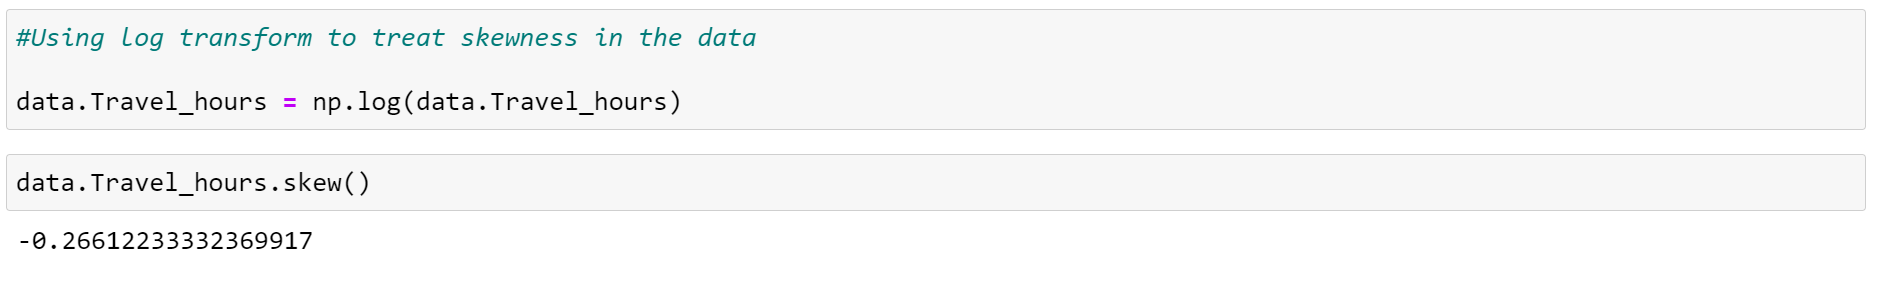 #Using log transform to treat skewness in the data
data.Travel_hours = np.log(data.Travel_hours)
data.Travel_hours.skew()
-0.26612233332369917